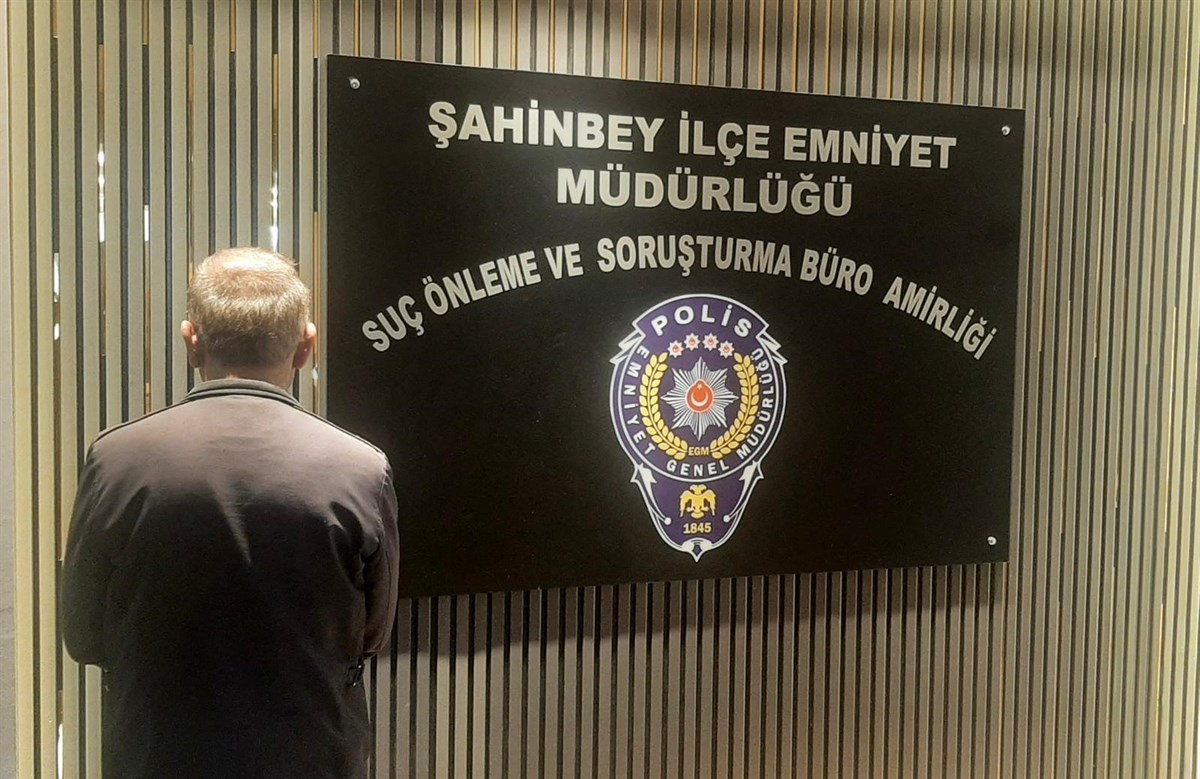 ŞAHİNBEY İLÇE EMNİYET
MÜDÜRLÜĞÜ
SUÇ ÖNLEME VE SORUŞTURMA BÜRO AMİRLİĞİ
POLİS
EMNİYET GENEL MÜDÜRLÜĞÜ
EGM
1845